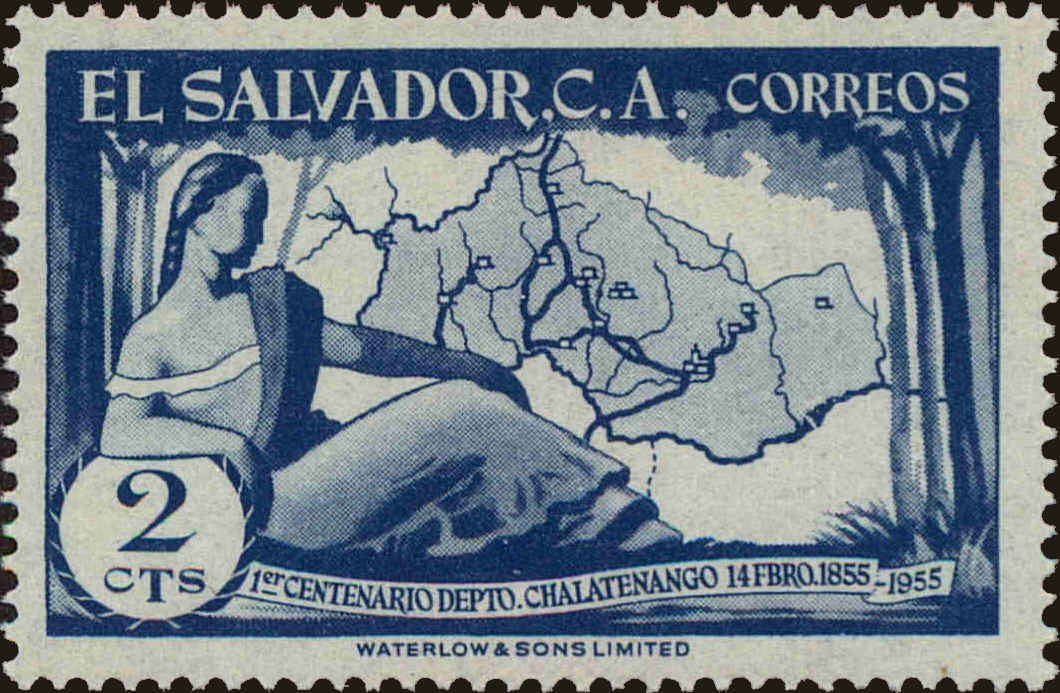 EL SALVADOR.C.A. CORREOS
2
CTS
1er CENTENARIO DEPTO. CHALATENANGO 14 FBRO. 1855-1955
WATERLOW & SONS LIMITED